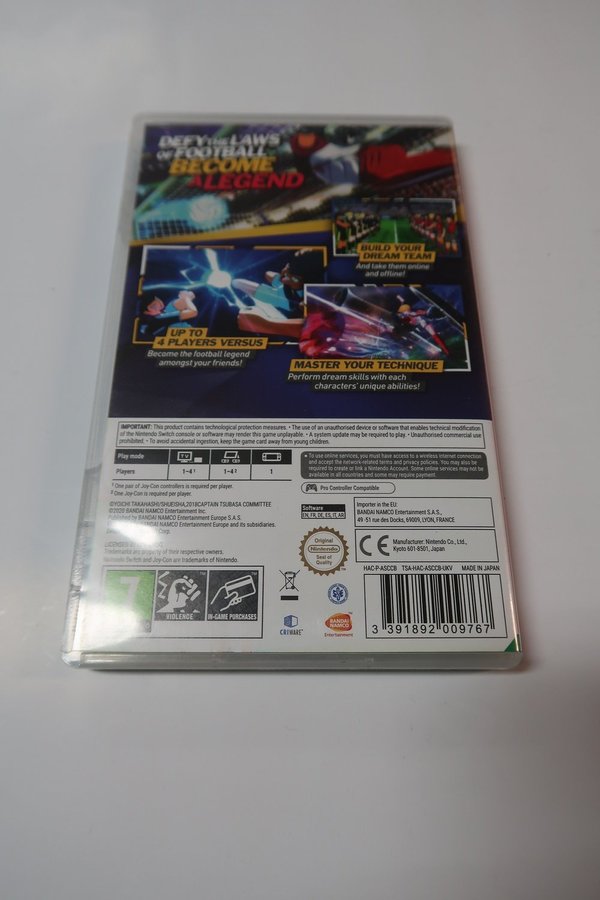 DEFY THE LAWS
OF FOOTBALL
BECOME
A LEGEND
BUILD YOUR
DREAM TEAM
And take them online
and offline!
UP TO
4 PLAYERS VERSUS
Become the football legend
amongst your friends!
MASTER YOUR TECHNIQUE
Perform dream skills with each
characters' unique abilities!
IMPORTANT: This product contains technological protection measures. • The use of an unauthorised device or software that enables technical modification
of the Nintendo Switch console or software may render this game unplayable. • A system update may be required to play. • Unauthorised commercial use
prohibited. • To avoid accidental ingestion, keep the game card away from young children.
Play mode TV
Players 1-4† 1-4‡ 1
† One pair of Joy-Con controllers is required per player.
‡ One Joy-Con is required per player.
• To use online services, you must have access to a wireless internet connection
and accept the network-related terms and privacy policies. You may also be
required to create or link a Nintendo Account. Some online services may not be
available in all countries and some may require payment.
Pro Controller Compatible
©YOICHI TAKAHASHI/SHUEISHA,2018CAPTAIN TSUBASA COMMITTEE
©2020 BANDAI NAMCO Entertainment Inc.
Published by BANDAI NAMCO Entertainment Europe S.A.S.
Distributed by BANDAI NAMCO Entertainment Europe and its subsidiaries.
Trademarks are property of their respective owners.
Nintendo Switch and Joy-Con are trademarks of Nintendo.
Software
EN, FR, DE, ES, IT, AR
Importer in the EU:
BANDAI NAMCO Entertainment S.A.S.,
49-51 rue des Docks, 69009, LYON, FRANCE
Original
Nintendo
Seal of
Quality
CE
Manufacturer: Nintendo Co., Ltd.,
Kyoto 601-8501, Japan
HAC-P-ASCCB TSA-HAC-ASCCB-UKV MADE IN JAPAN
7
VIOLENCE
IN-GAME PURCHASES
CRIWARE™
BANDAI
NAMCO
Entertainment
3 391892 009767